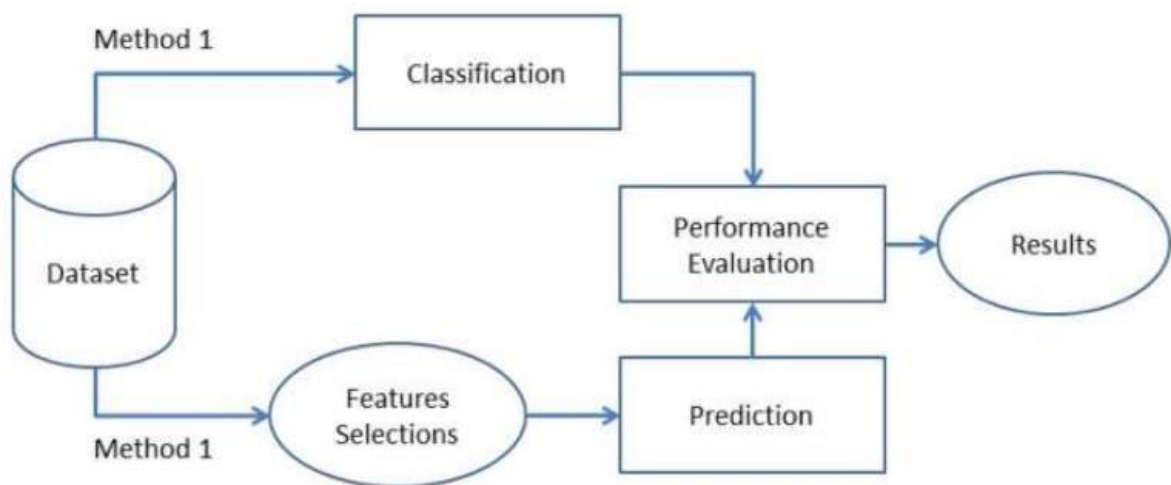 Method 1
Classification
Dataset
Performance
Evaluation
Results
Method 1
Features
Selections
Prediction